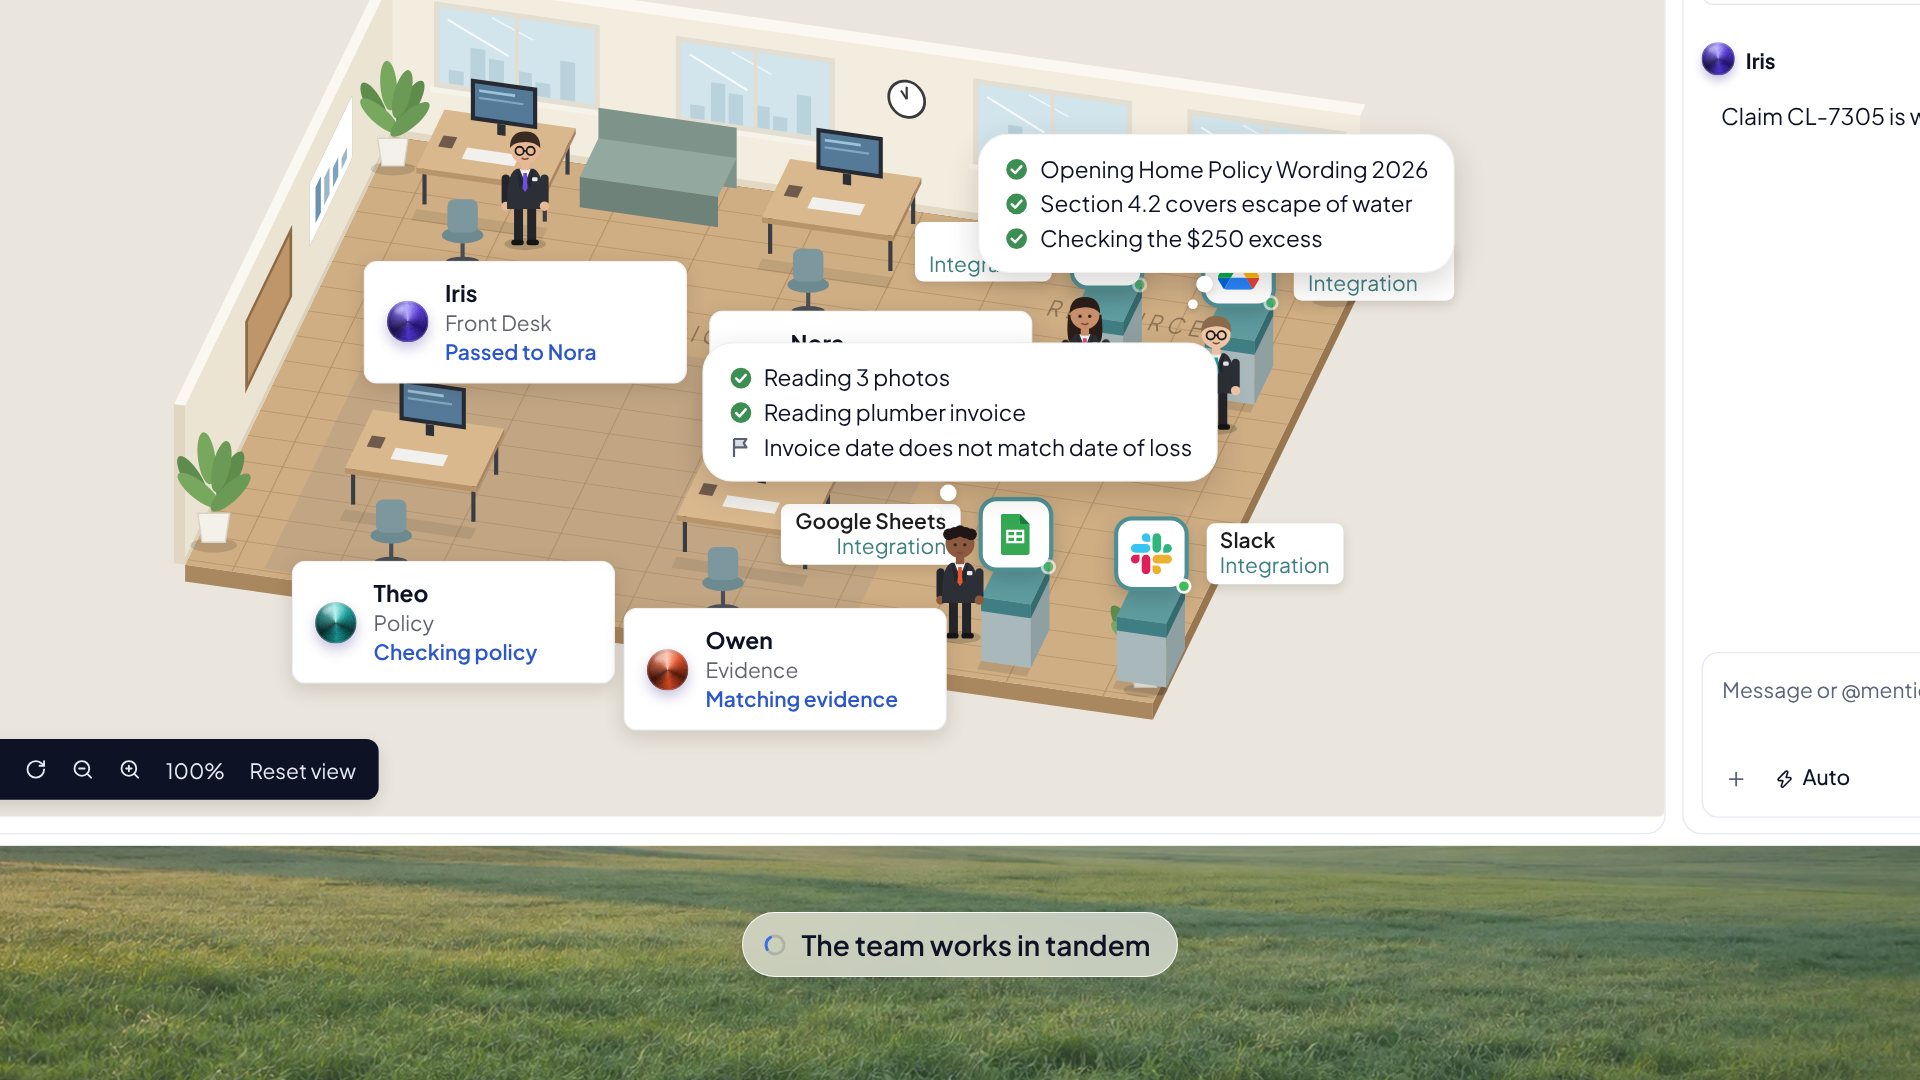 Iris
Claim CL-7305 is
Opening Home Policy Wording 2026
Section 4.2 covers escape of water
Checking the $250 excess
Integration
Iris
Front Desk
Passed to Nora
Nora
Reading 3 photos
Reading plumber invoice
Invoice date does not match date of loss
Google Sheets
Integration
Slack
Integration
Theo
Policy
Checking policy
Owen
Evidence
Matching evidence
100%
Reset view
Message or
Auto
The team works in tandem